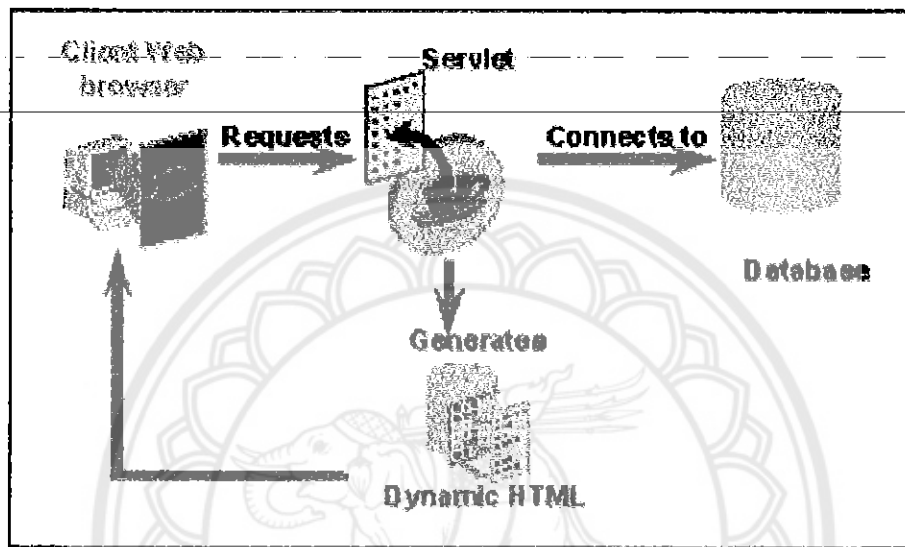 Client Web
browser
Servlet
Requests
Connects to
Database
Generates
Dynamic HTML